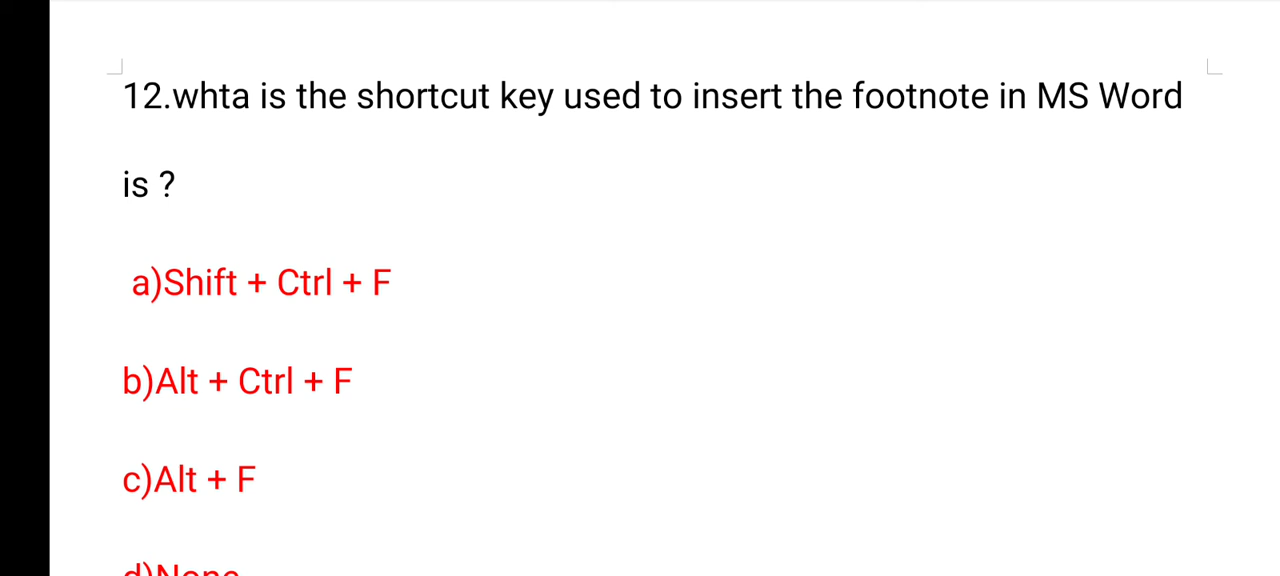 12.whta is the shortcut key used to insert the footnote in MS Word
is ?
a)Shift + Ctrl + F
b)Alt + Ctrl + F
c)Alt + F
d)None